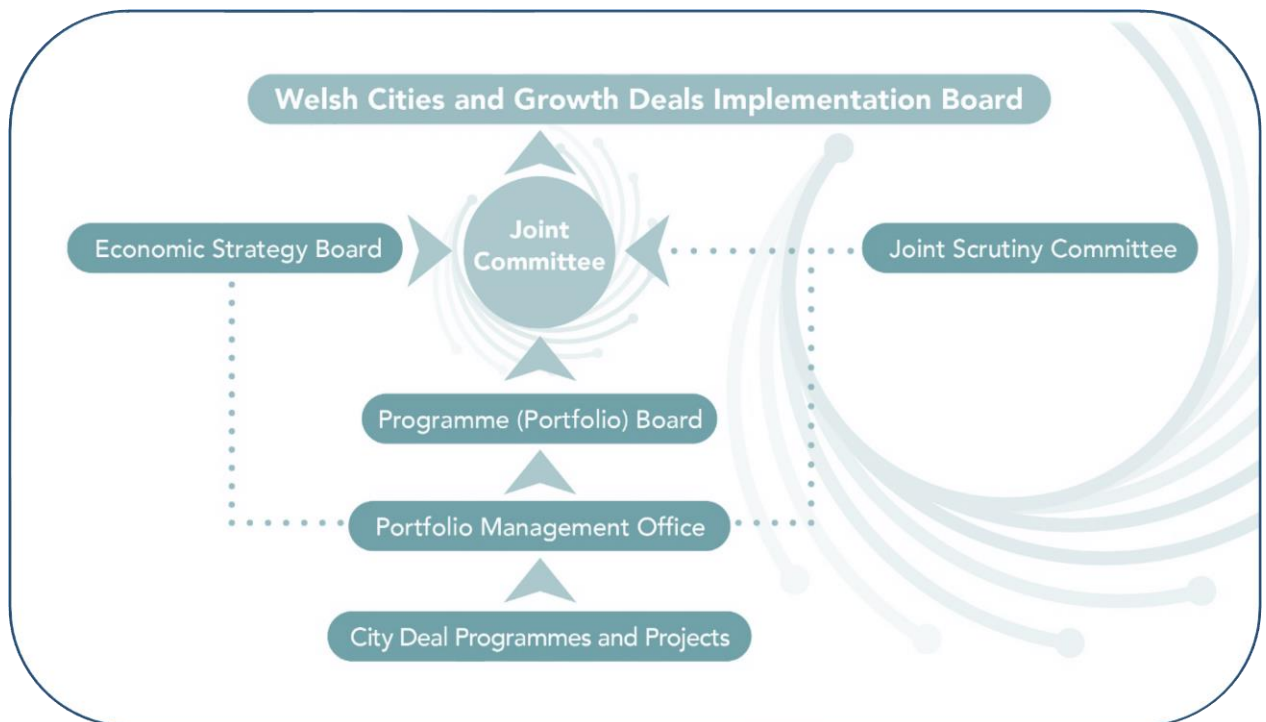 Welsh Cities and Growth Deals Implementation Board
Economic Strategy Board
Joint
Committee
Joint Scrutiny Committee
Programme (Portfolio) Board
Portfolio Management Office
City Deal Programmes and Projects